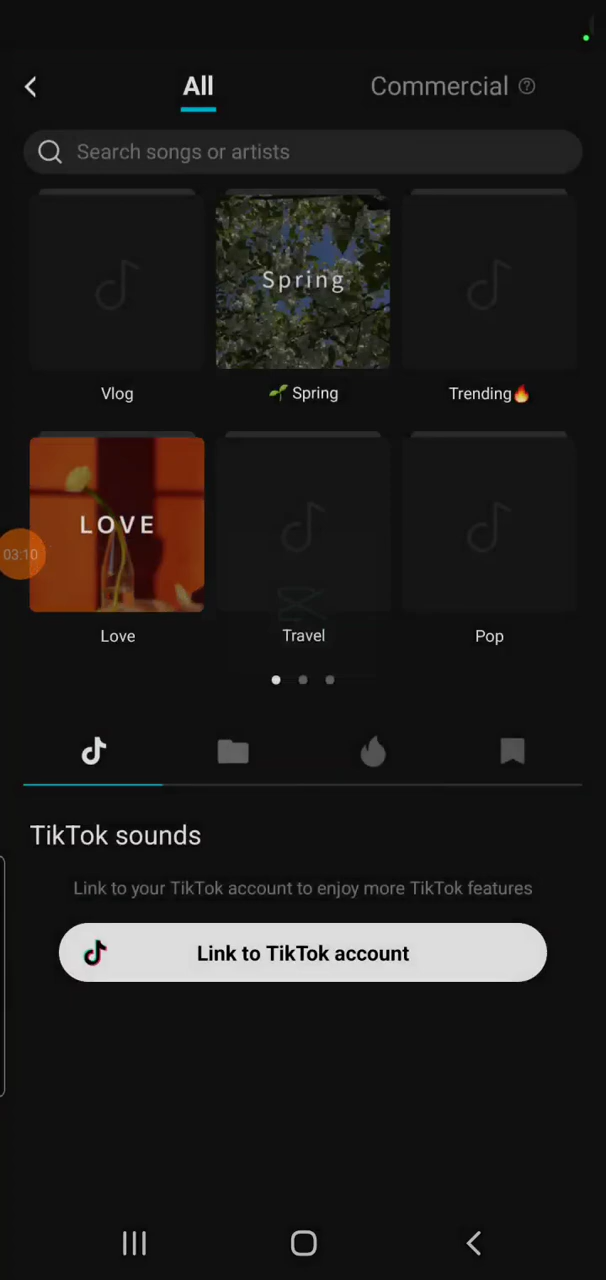 All
Commercial
Search songs or artists
Spring
Vlog
🌱 Spring
Trending🔥
LOVE
03:10
Love
Travel
Pop
TikTok sounds
Link to your TikTok account to enjoy more TikTok features
Link to TikTok account